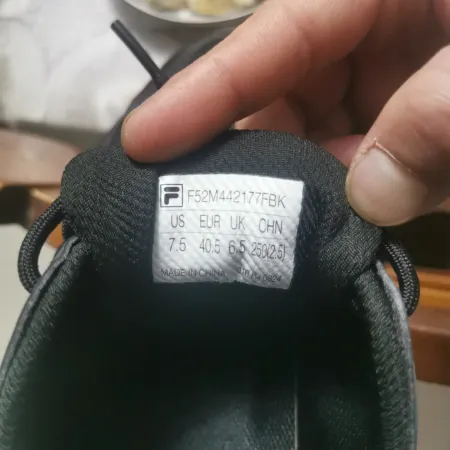 F52M442177FBK
US EUR UK CHN
7.5 40.5 6.5 250(2.5)
MADE IN CHINA